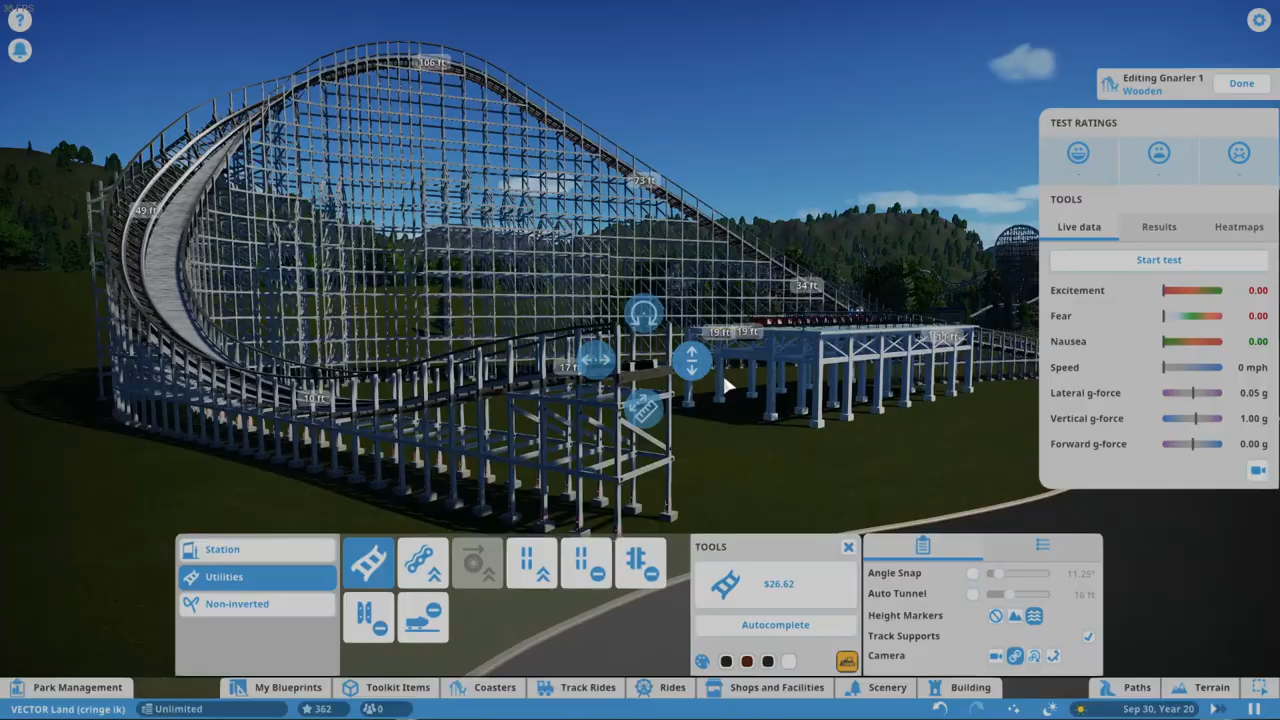 30 FPS
?
106 ft
Editing Gnarler 1
Wooden
Done
TEST RATINGS
-
-
-
TOOLS
Live data
Results
Heatmaps
Start test
Excitement
0.00
Fear
0.00
Nausea
0.00
Speed
0 mph
Lateral g-force
0.05 g
Vertical g-force
1.00 g
Forward g-force
0.00 g
73 ft
49 ft
34 ft
19 ft
19 ft
17 f
10 ft
Station
Utilities
Non-inverted
TOOLS
$26.62
Autocomplete
Angle Snap
11.25°
Auto Tunnel
16 ft
Height Markers
Track Supports
Camera
Park Management
My Blueprints
Toolkit Items
Coasters
Track Rides
Rides
Shops and Facilities
Scenery
Building
Paths
Terrain
VECTOR Land (cringe ik)
Unlimited
362
0
Sep 30, Year 20